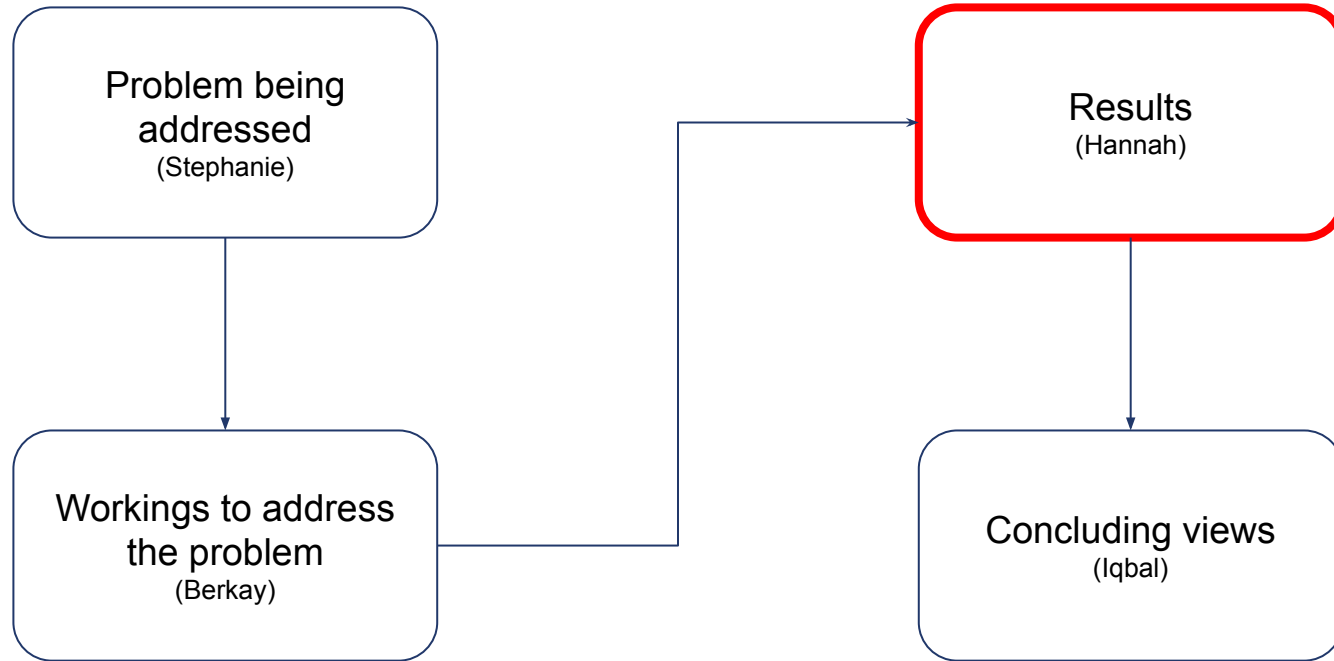 Problem being
addressed
(Stephanie)
Workings to address
the problem
(Berkay)
Results
(Hannah)
Concluding views
(Iqbal)